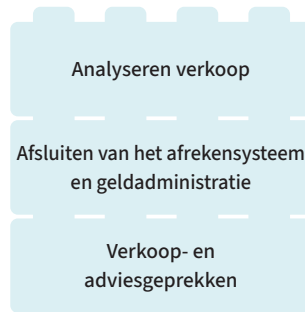 Analyseren verkoop
Afsluiten van het afrekensysteem
en geldadministratie
Verkoop- en
adviesgeprekken